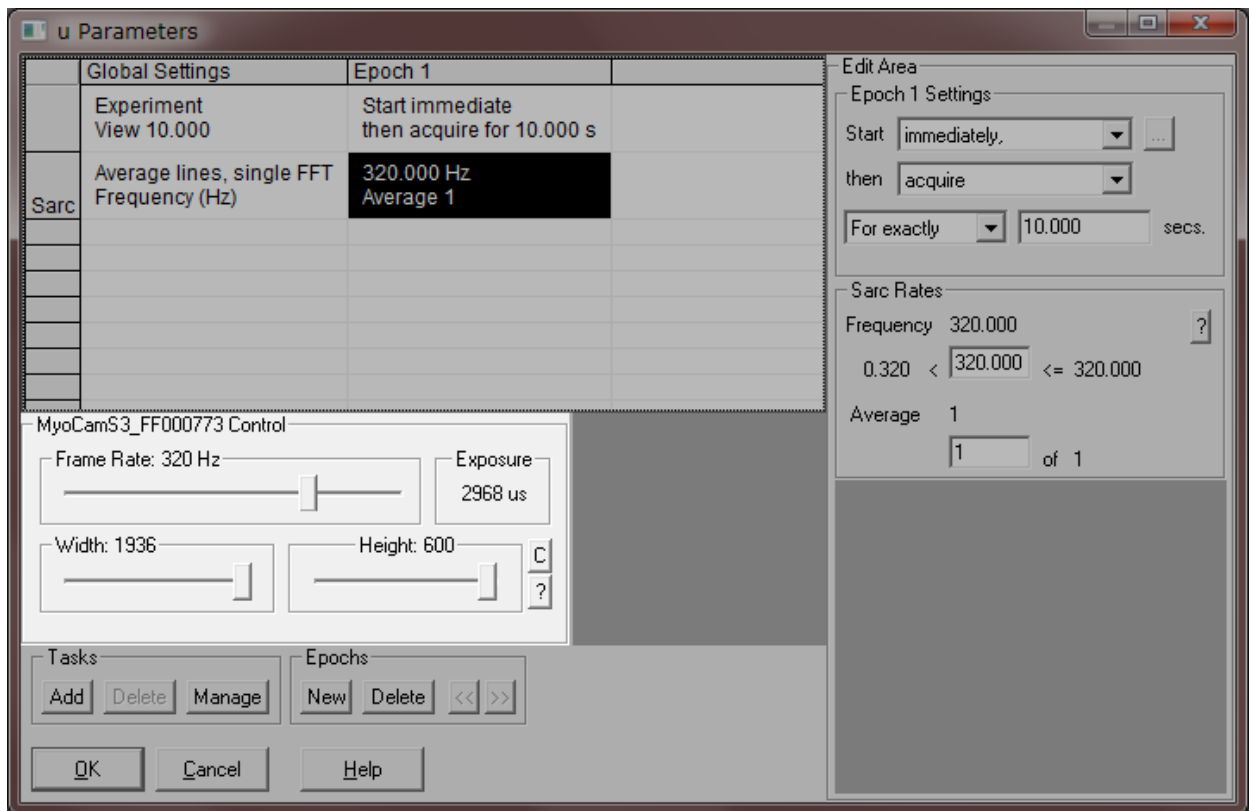 u Parameters
Global Settings Epoch 1
Experiment
View 10.000
Start immediate
then acquire for 10.000 s
Sarc
Average lines, single FFT
Frequency (Hz)
320.000 Hz
Average 1
MyoCamS3_FF000773 Control
Frame Rate: 320 Hz
Exposure
2968 us
Width: 1936
Height: 600
C
?
Tasks
Add Delete Manage
Epochs
New Delete << >>
OK Cancel Help
Edit Area
Epoch 1 Settings
Start immediately, ...
then acquire
For exactly 10.000 secs.
Sarc Rates
Frequency 320.000 ?
0.320 < 320.000 <= 320.000
Average 1
1 of 1